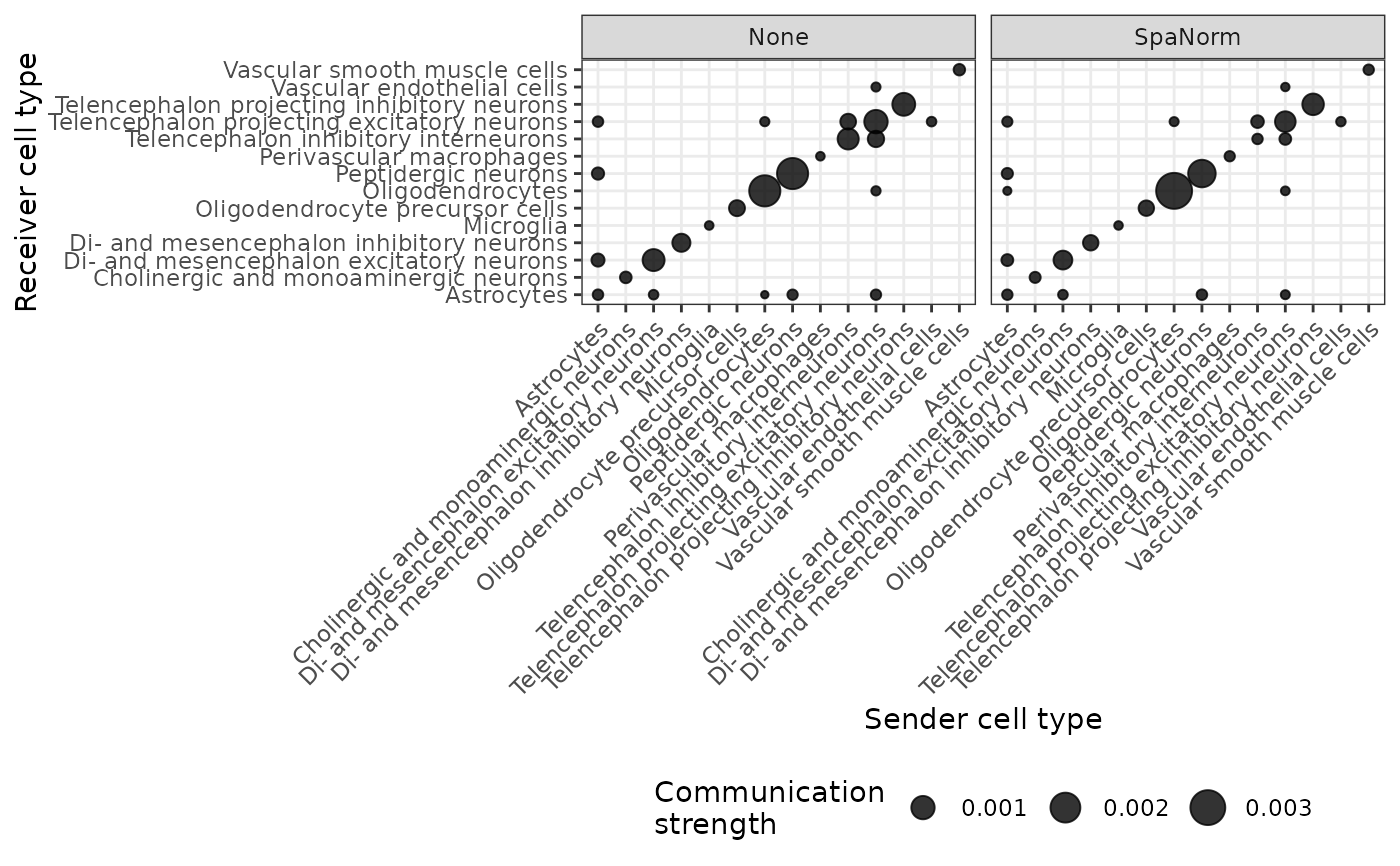 None
SpaNorm
Receiver cell type
Vascular smooth muscle cells
Vascular endothelial cells
Telencephalon projecting inhibitory neurons
Telencephalon projecting excitatory neurons
Telencephalon inhibitory interneurons
Perivascular macrophages
Peptidergic neurons
Oligodendrocytes
Oligodendrocyte precursor cells
Microglia
Di- and mesencephalon inhibitory neurons
Di- and mesencephalon excitatory neurons
Cholinergic and monoaminergic neurons
Astrocytes
Astrocytes
Cholinergic and monoaminergic neurons
Di- and mesencephalon excitatory neurons
Di- and mesencephalon inhibitory neurons
Microglia
Oligodendrocyte precursor cells
Oligodendrocytes
Peptidergic neurons
Perivascular macrophages
Telencephalon inhibitory interneurons
Telencephalon projecting excitatory neurons
Telencephalon projecting inhibitory neurons
Vascular endothelial cells
Vascular smooth muscle cells
Astrocytes
Cholinergic and monoaminergic neurons
Di- and mesencephalon excitatory neurons
Di- and mesencephalon inhibitory neurons
Microglia
Oligodendrocyte precursor cells
Oligodendrocytes
Peptidergic neurons
Perivascular macrophages
Telencephalon inhibitory interneurons
Telencephalon projecting excitatory neurons
Telencephalon projecting inhibitory neurons
Vascular endothelial cells
Vascular smooth muscle cells
Sender cell type
Communication
strength
0.001
0.002
0.003